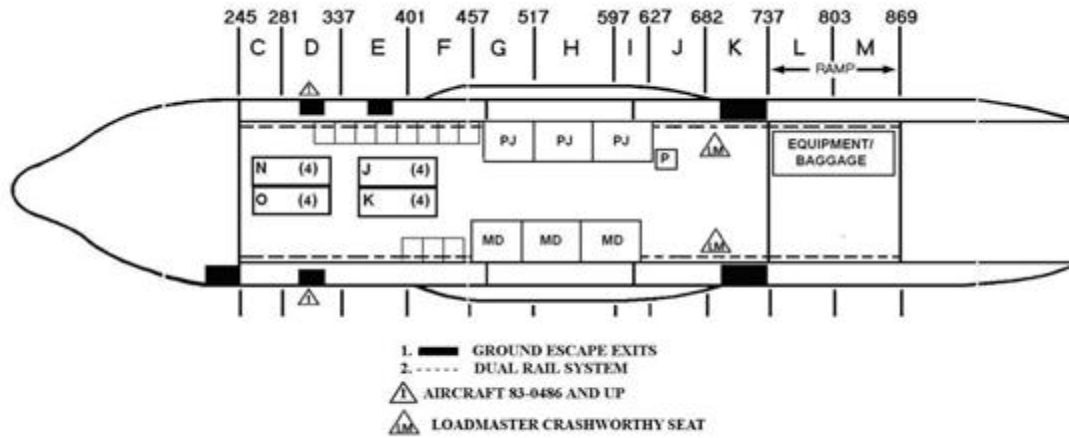 245 281 337 401 457 517 597 627 682 737 803 869
C D E F G H I J K L M
RAMP
1
PJ PJ PJ
LM
EQUIPMENT/
BAGGAGE
P
N (4) J (4)
O (4) K (4)
MD MD MD
LM
1
1. GROUND ESCAPE EXITS
2. ----- DUAL RAIL SYSTEM
1 AIRCRAFT 83-0486 AND UP
LM LOADMASTER CRASHWORTHY SEAT